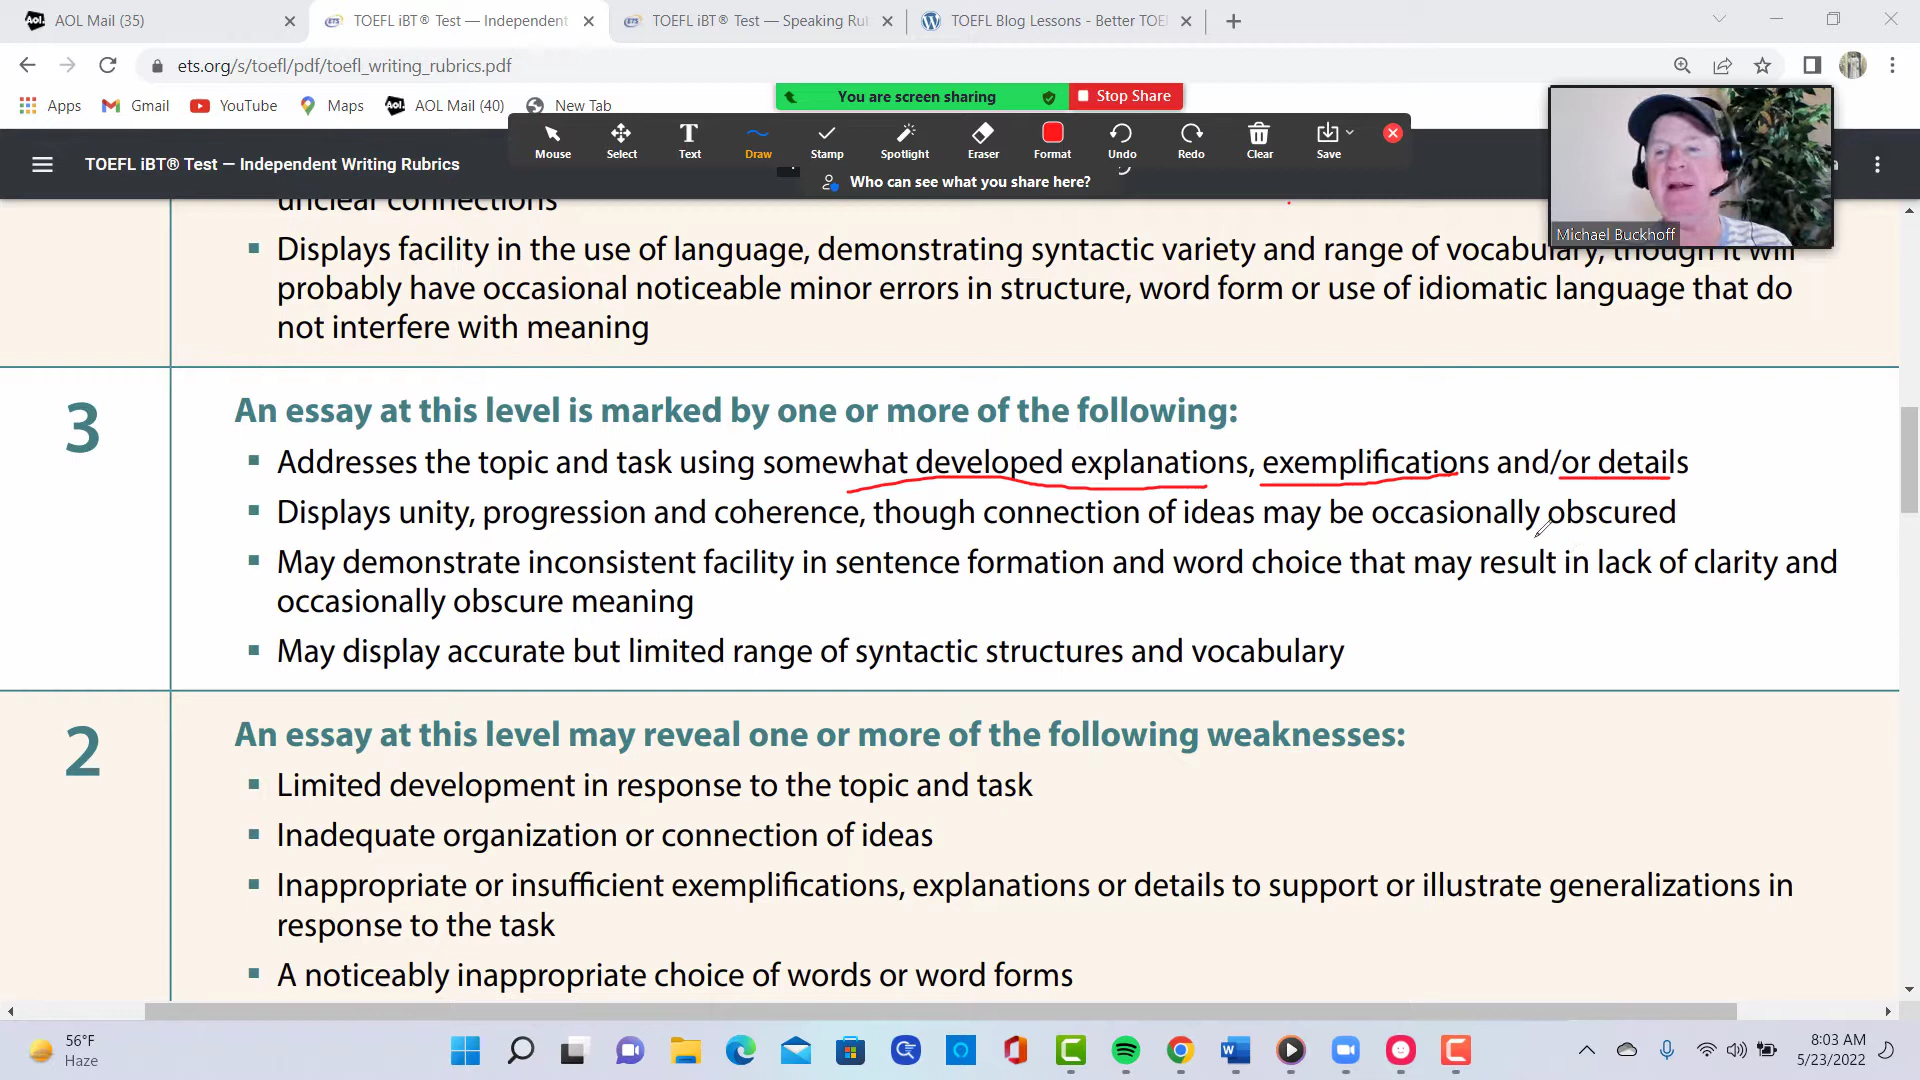 AOL Mail (35)
TOEFL iBT® Test — Independent
TOEFL iBT® Test — Speaking Ru
TOEFL Blog Lessons - Better TOE
ets.org/s/toefl/pdf/toefl_writing_rubrics.pdf
Apps Gmail YouTube Maps Aol. AOL Mail (40) New Tab
You are screen sharing Stop Share
Mouse Select Text Draw Stamp Spotlight Eraser Format Undo Redo Clear Save
Who can see what you share here?
TOEFL iBT® Test — Independent Writing Rubrics
Michael Buckhoff
unclear connections
Displays facility in the use of language, demonstrating syntactic variety and range of vocabulary, though it will
probably have occasional noticeable minor errors in structure, word form or use of idiomatic language that do
not interfere with meaning
3
An essay at this level is marked by one or more of the following:
Addresses the topic and task using somewhat developed explanations, exemplifications and/or details
Displays unity, progression and coherence, though connection of ideas may be occasionally obscured
May demonstrate inconsistent facility in sentence formation and word choice that may result in lack of clarity and
occasionally obscure meaning
May display accurate but limited range of syntactic structures and vocabulary
2
An essay at this level may reveal one or more of the following weaknesses:
Limited development in response to the topic and task
Inadequate organization or connection of ideas
Inappropriate or insufficient exemplifications, explanations or details to support or illustrate generalizations in
response to the task
A noticeably inappropriate choice of words or word forms
56°F
Haze
8:03 AM
5/23/2022